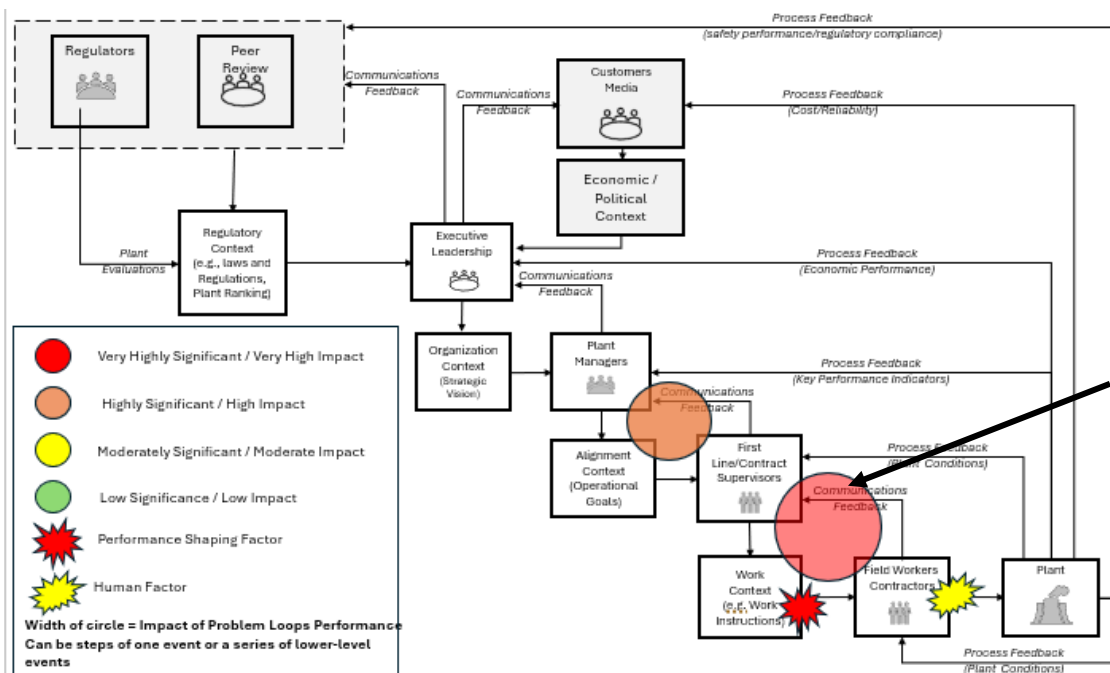 Process Feedback
(safety performance/regulatory compliance)
Regulators
Peer
Review
Communications
Feedback
Communications
Feedback
Customers
Media
Process Feedback
(Cost/Reliability)
Economic /
Political
Context
Regulatory
Context
(e.g., laws and
Regulations,
Plant Ranking)
Plant
Evaluations
Executive
Leadership
Process Feedback
(Economic Performance)
Communications
Feedback
Organization
Context
(Strategic
Vision)
Plant
Managers
Process Feedback
(Key Performance Indicators)
Communications
Feedback
Alignment
Context
(Operational
Goals)
First
Line/Contract
Supervisors
Process Feedback
(Plant Conditions)
Communications
Feedback
Work
Context
(e.g. Work
Instructions)
Field Workers
Contractors
Plant
Process Feedback
(Plant Conditions)
Very Highly Significant / Very High Impact
Highly Significant / High Impact
Moderately Significant / Moderate Impact
Low Significance / Low Impact
Performance Shaping Factor
Human Factor
Width of circle = Impact of Problem Loops Performance
Can be steps of one event or a series of lower-level
events